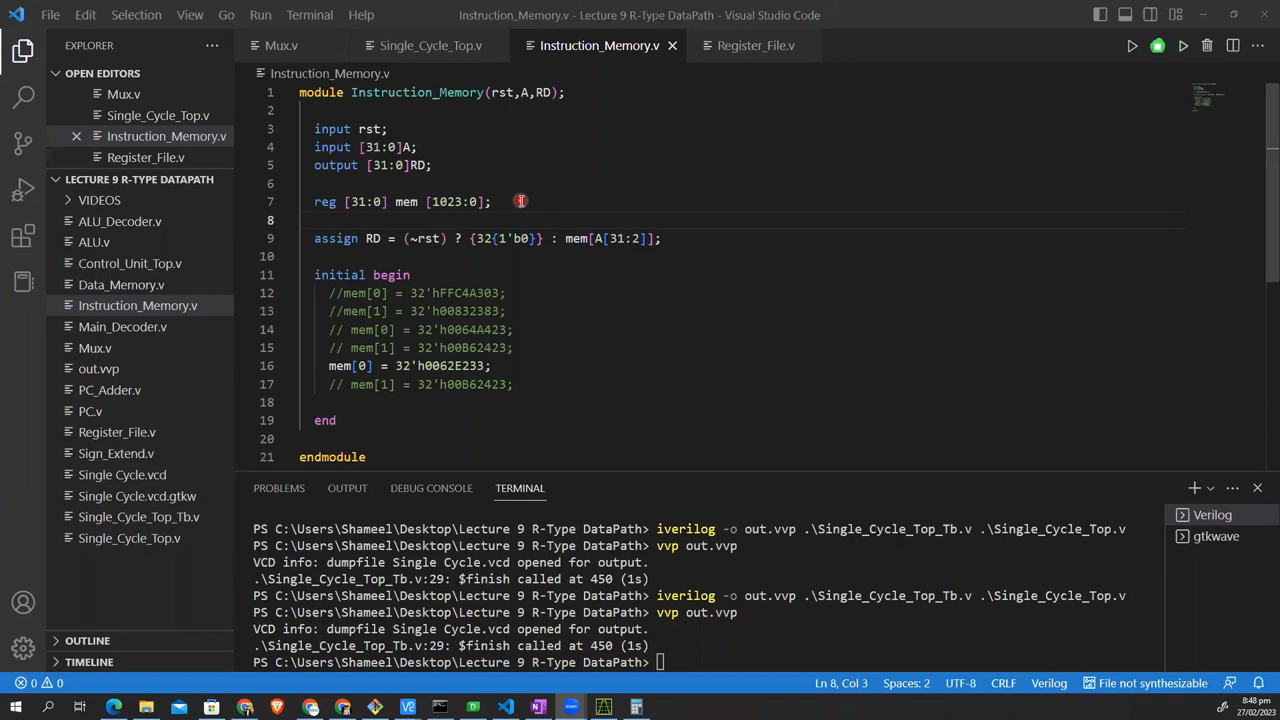 File Edit Selection View Go Run Terminal Help Instruction_Memory.v - Lecture 9 R-Type DataPath - Visual Studio Code
EXPLORER
OPEN EDITORS
Mux.v
Single_Cycle_Top.v
Instruction_Memory.v
Register_File.v
LECTURE 9 R-TYPE DATAPATH
VIDEOS
ALU_Decoder.v
ALU.v
Control_Unit_Top.v
Data_Memory.v
Instruction_Memory.v
Main_Decoder.v
Mux.v
out.vvp
PC_Adder.v
PC.v
Register_File.v
Sign_Extend.v
Single Cycle.vcd
Single Cycle.vcd.gtkw
Single_Cycle_Top_Tb.v
Single_Cycle_Top.v
OUTLINE
TIMELINE
Mux.v Single_Cycle_Top.v Instruction_Memory.v Register_File.v
Instruction_Memory.v
1 module Instruction_Memory(rst,A,RD);
2
3 input rst;
4 input [31:0]A;
5 output [31:0]RD;
6
7 reg [31:0] mem [1023:0];
8
9 assign RD = (~rst) ? {32{1'b0}} : mem[A[31:2]];
10
11 initial begin
12 //mem[0] = 32'hFFC4A303;
13 //mem[1] = 32'h00832383;
14 // mem[0] = 32'h0064A423;
15 // mem[1] = 32'h00B62423;
16 mem[0] = 32'h0062E233;
17 // mem[1] = 32'h00B62423;
18
19 end
20
21 endmodule
PROBLEMS OUTPUT DEBUG CONSOLE TERMINAL
PS C:\Users\Shameel\Desktop\Lecture 9 R-Type DataPath> iverilog -o out.vvp .\Single_Cycle_Top_Tb.v .\Single_Cycle_Top.v
PS C:\Users\Shameel\Desktop\Lecture 9 R-Type DataPath> vvp out.vvp
VCD info: dumpfile Single Cycle.vcd opened for output.
.\Single_Cycle_Top_Tb.v:29: $finish called at 450 (1s)
PS C:\Users\Shameel\Desktop\Lecture 9 R-Type DataPath> iverilog -o out.vvp .\Single_Cycle_Top_Tb.v .\Single_Cycle_Top.v
PS C:\Users\Shameel\Desktop\Lecture 9 R-Type DataPath> vvp out.vvp
VCD info: dumpfile Single Cycle.vcd opened for output.
.\Single_Cycle_Top_Tb.v:29: $finish called at 450 (1s)
PS C:\Users\Shameel\Desktop\Lecture 9 R-Type DataPath>
Verilog
gtkwave
0 0 Ln 8, Col 3 Spaces: 2 UTF-8 CRLF Verilog File not synthesizable
8:48 pm
27/02/2023